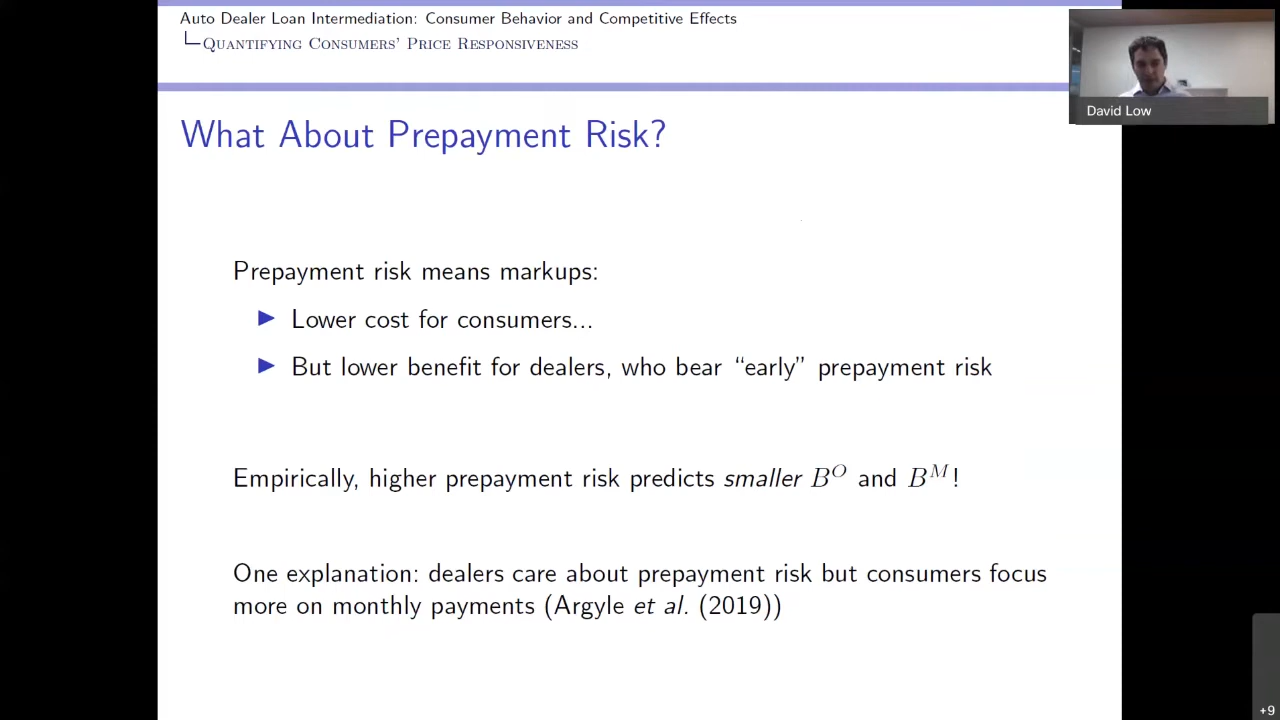 Auto Dealer Loan Intermediation: Consumer Behavior and Competitive Effects
Quantifying Consumers' Price Responsiveness
David Low
What About Prepayment Risk?
Prepayment risk means markups:
▶ Lower cost for consumers...
▶ But lower benefit for dealers, who bear “early” prepayment risk
Empirically, higher prepayment risk predicts smaller B^O and B^M!
One explanation: dealers care about prepayment risk but consumers focus
more on monthly payments (Argyle et al. (2019))
+9